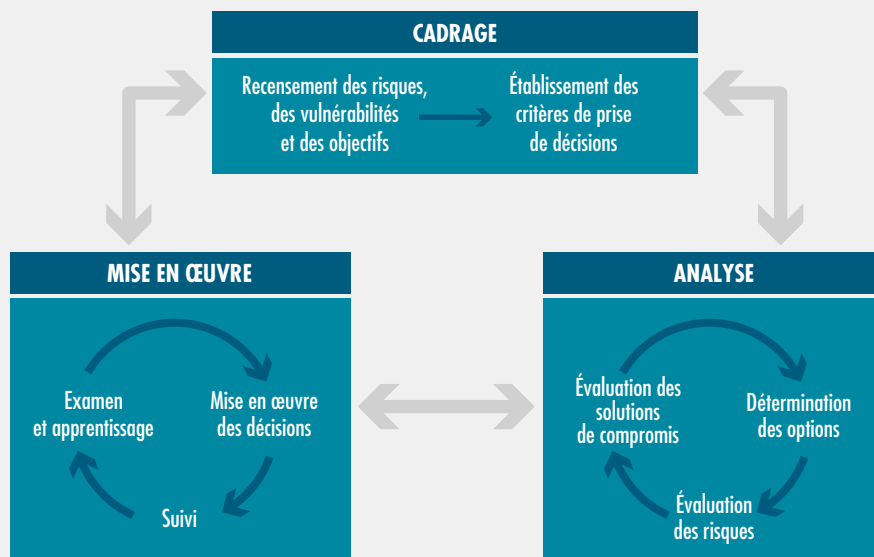 CADRAGE
Recensement des risques,
des vulnérabilités
et des objectifs
Établissement des
critères de prise
de décisions
MISE EN ŒUVRE
Examen
et apprentissage
Mise en œuvre
des décisions
Suivi
ANALYSE
Évaluation des
solutions
de compromis
Détermination
des options
Évaluation
des risques